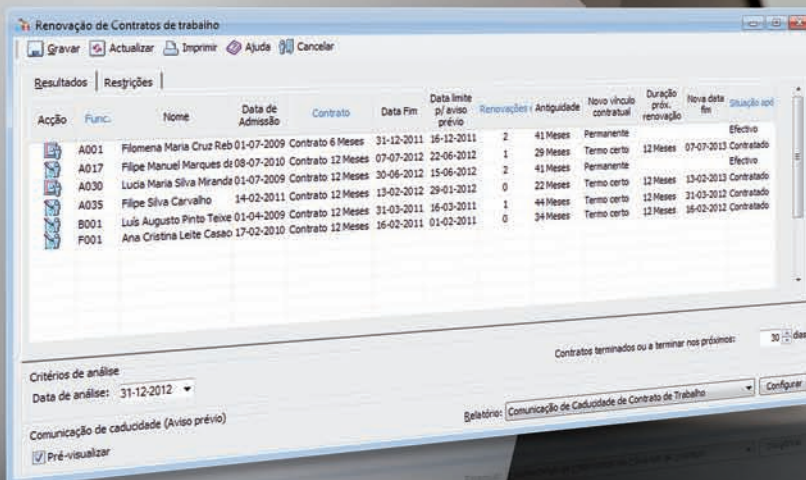 Renovação de Contratos de trabalho
Gravar Actualizar Imprimir Ajuda Cancelar
Resultados Restrições
Acção Func. Nome Data de Admissão Contrato Data Fim Data limite p/ aviso prévio Renovações Antiguidade Novo vínculo contratual Duração próx. renovação Nova data fim Situação apó
A001 Filomena Maria Cruz Reb 01-07-2009 Contrato 6 Meses 31-12-2011 16-12-2011 2 41 Meses Permanente Efectivo
A017 Filipe Manuel Marques de 08-07-2010 Contrato 12 Meses 07-07-2012 22-06-2012 1 29 Meses Termo certo 12 Meses 07-07-2013 Contratado
A030 Lucia Maria Silva Miranda 01-07-2009 Contrato 12 Meses 30-06-2012 15-06-2012 2 41 Meses Permanente Efectivo
A035 Filipe Silva Carvalho 14-02-2011 Contrato 12 Meses 13-02-2012 29-01-2012 0 22 Meses Termo certo 12 Meses 13-02-2013 Contratado
B001 Luís Augusto Pinto Teixe 01-04-2009 Contrato 12 Meses 31-03-2011 16-03-2011 1 44 Meses Termo certo 12 Meses 31-03-2012 Contratado
F001 Ana Cristina Leite Casac 17-02-2010 Contrato 12 Meses 16-02-2011 01-02-2011 0 34 Meses Termo certo 12 Meses 16-02-2012 Contratado
Contratos terminados ou a terminar nos próximos: 30 dias
Critérios de análise
Data de análise: 31-12-2012
Comunicação de caducidade (Aviso prévio)
Relatório: Comunicação de Caducidade de Contrato de Trabalho Configurar
Pré-visualizar